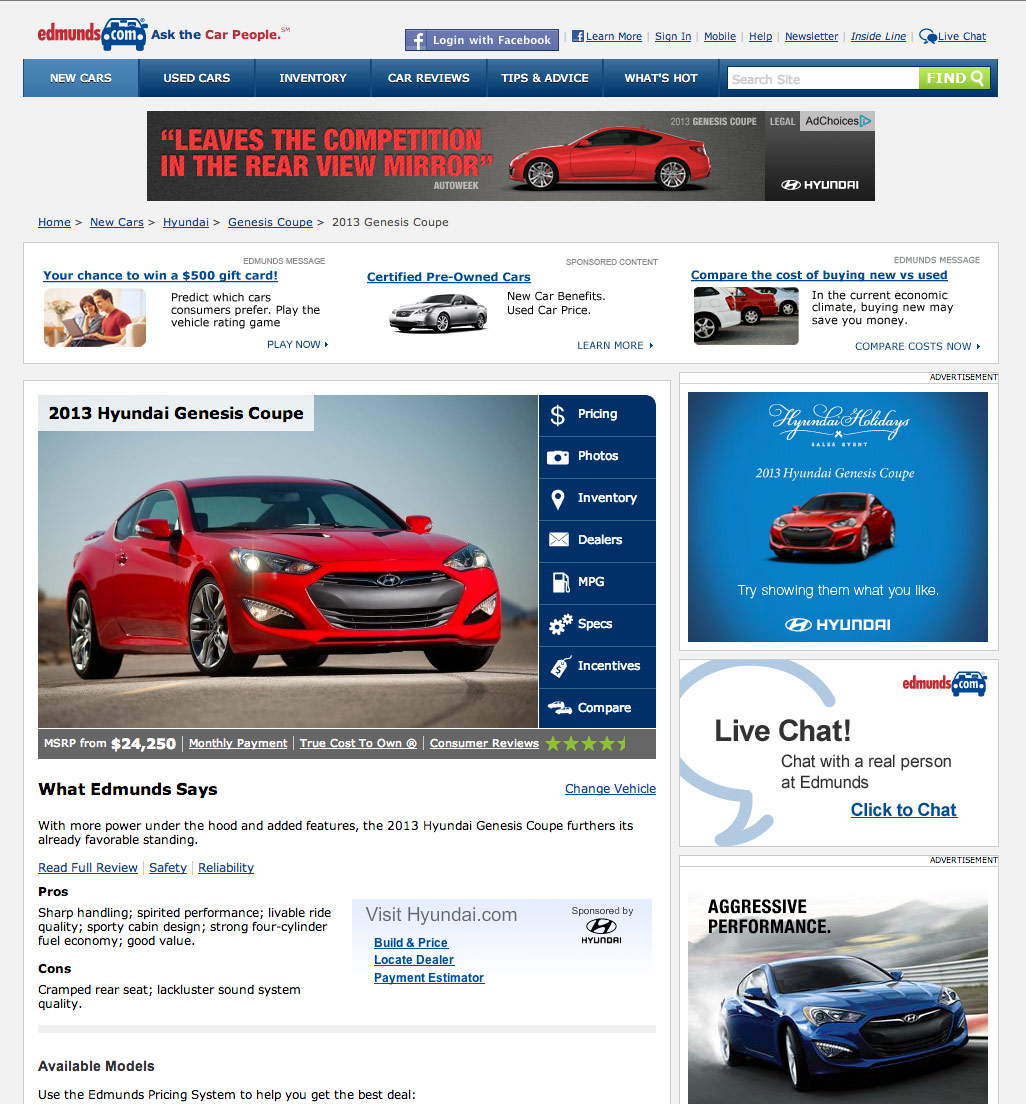 edmunds.com Ask the Car People.℠
Login with Facebook | Learn More | Sign In | Mobile | Help | Newsletter | Inside Line | Live Chat
NEW CARS USED CARS INVENTORY CAR REVIEWS TIPS & ADVICE WHAT'S HOT Search Site FIND
2013 GENESIS COUPE LEGAL AdChoices
“LEAVES THE COMPETITION
IN THE REAR VIEW MIRROR”
AUTOWEEK
HYUNDAI
Home > New Cars > Hyundai > Genesis Coupe > 2013 Genesis Coupe
EDMUNDS MESSAGE
Your chance to win a $500 gift card!
Predict which cars
consumers prefer. Play the
vehicle rating game
PLAY NOW
SPONSORED CONTENT
Certified Pre-Owned Cars
New Car Benefits.
Used Car Price.
LEARN MORE
EDMUNDS MESSAGE
Compare the cost of buying new vs used
In the current economic
climate, buying new may
save you money.
COMPARE COSTS NOW
2013 Hyundai Genesis Coupe
Pricing
Photos
Inventory
Dealers
MPG
Specs
Incentives
Compare
MSRP from $24,250 | Monthly Payment | True Cost To Own ® | Consumer Reviews
What Edmunds Says
Change Vehicle
With more power under the hood and added features, the 2013 Hyundai Genesis Coupe furthers its
already favorable standing.
Read Full Review | Safety | Reliability
Pros
Sharp handling; spirited performance; livable ride
quality; sporty cabin design; strong four-cylinder
fuel economy; good value.
Cons
Cramped rear seat; lackluster sound system
quality.
Visit Hyundai.com
Sponsored by
HYUNDAI
Build & Price
Locate Dealer
Payment Estimator
Available Models
Use the Edmunds Pricing System to help you get the best deal:
ADVERTISEMENT
Hyundai Holidays
SALES EVENT
2013 Hyundai Genesis Coupe
Try showing them what you like.
HYUNDAI
edmunds.com
Live Chat!
Chat with a real person
at Edmunds
Click to Chat
ADVERTISEMENT
AGGRESSIVE
PERFORMANCE.